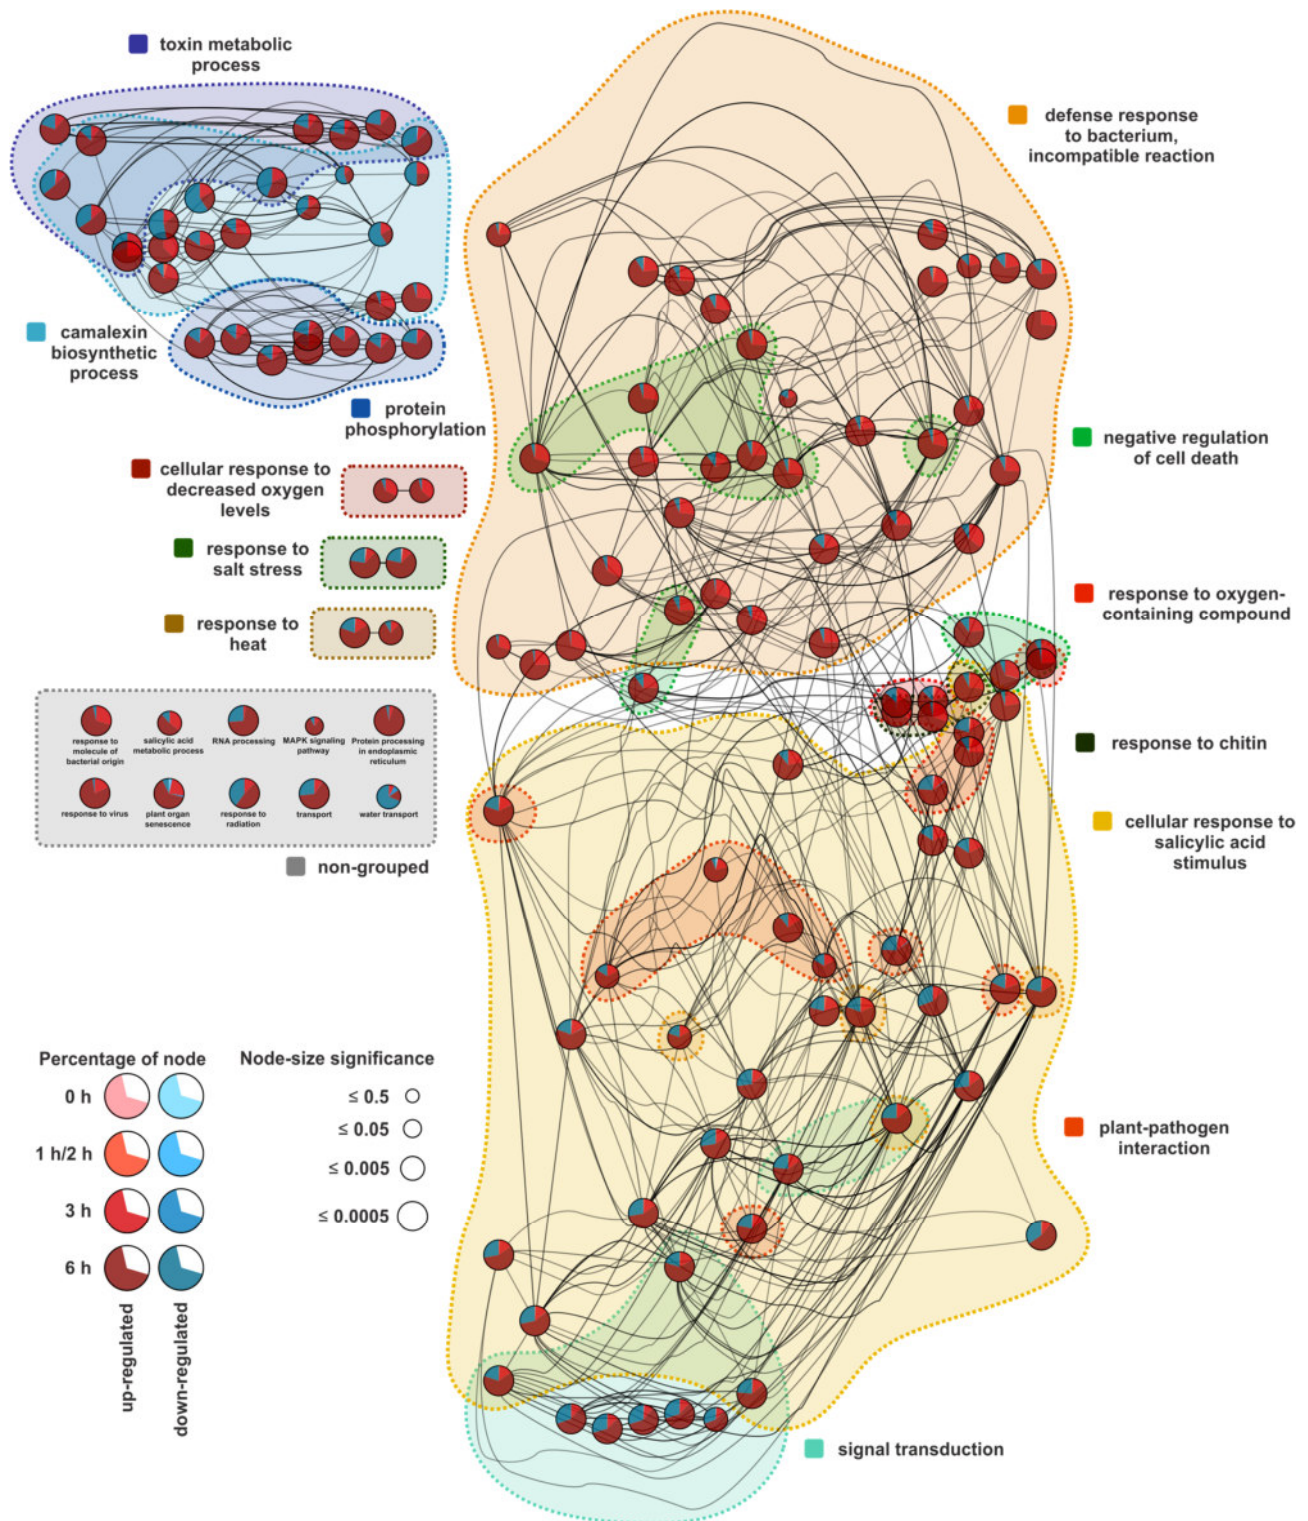 toxin metabolic
process
defense response
to bacterium,
incompatible reaction
camalexin
biosynthetic
process
protein
phosphorylation
negative regulation
of cell death
cellular response to
decreased oxygen
levels
response to
salt stress
response to
heat
response to oxygen-
containing compound
response to
molecule of
bacterial origin
salicylic acid
metabolic process
RNA processing
MAPK signaling
pathway
Protein processing
in endoplasmic
reticulum
response to virus
plant organ
senescence
response to
radiation
transport
water transport
non-grouped
response to chitin
cellular response to
salicylic acid
stimulus
Percentage of node
0 h
1 h/2 h
3 h
6 h
up-regulated
down-regulated
Node-size significance
≤ 0.5
≤ 0.05
≤ 0.005
≤ 0.0005
plant-pathogen
interaction
signal transduction